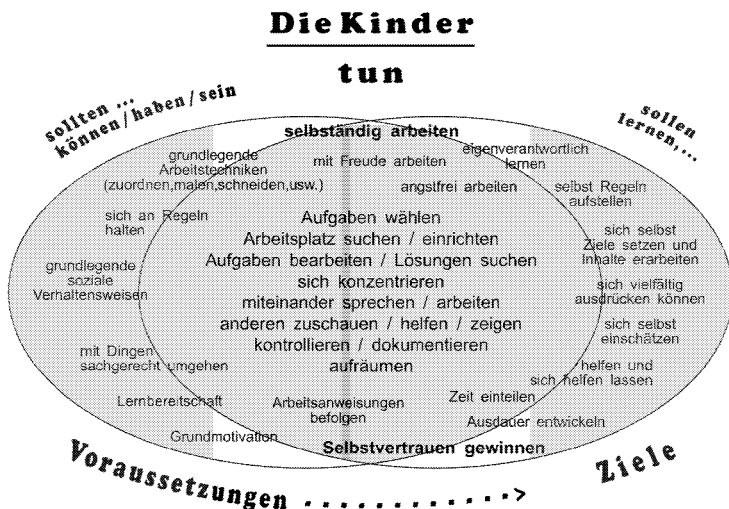 Die Kinder
tun
sollten ...
können / haben / sein
sollen
lernen,...
selbständig arbeiten
grundlegende
Arbeitstechniken
(zuordnen,malen,schneiden,usw.)
mit Freude arbeiten
eigenverantwortlich
lernen
angstfrei arbeiten
selbst Regeln
aufstellen
sich an Regeln
halten
Aufgaben wählen
Arbeitsplatz suchen / einrichten
Aufgaben bearbeiten / Lösungen suchen
sich konzentrieren
miteinander sprechen / arbeiten
anderen zuschauen / helfen / zeigen
kontrollieren / dokumentieren
aufräumen
sich selbst
Ziele setzen und
Inhalte erarbeiten
grundlegende
soziale
Verhaltensweisen
sich vielfältig
ausdrücken können
sich selbst
einschätzen
mit Dingen
sachgerecht umgehen
helfen und
sich helfen lassen
Lernbereitschaft
Arbeitsanweisungen
befolgen
Zeit einteilen
Ausdauer entwickeln
Grundmotivation
Selbstvertrauen gewinnen
Voraussetzungen . . . . . . . . . . . . >
Ziele